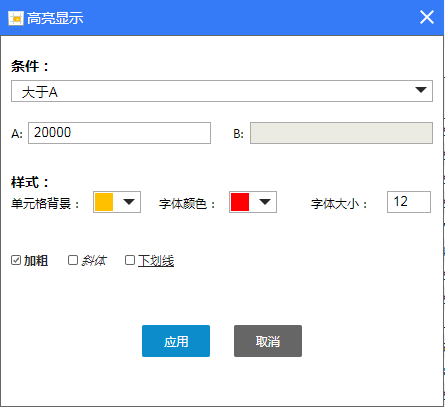 高亮显示
条件：
大于A
A: 20000 B:
样式：
单元格背景： 字体颜色： 字体大小： 12
加粗 斜体 下划线
应用 取消